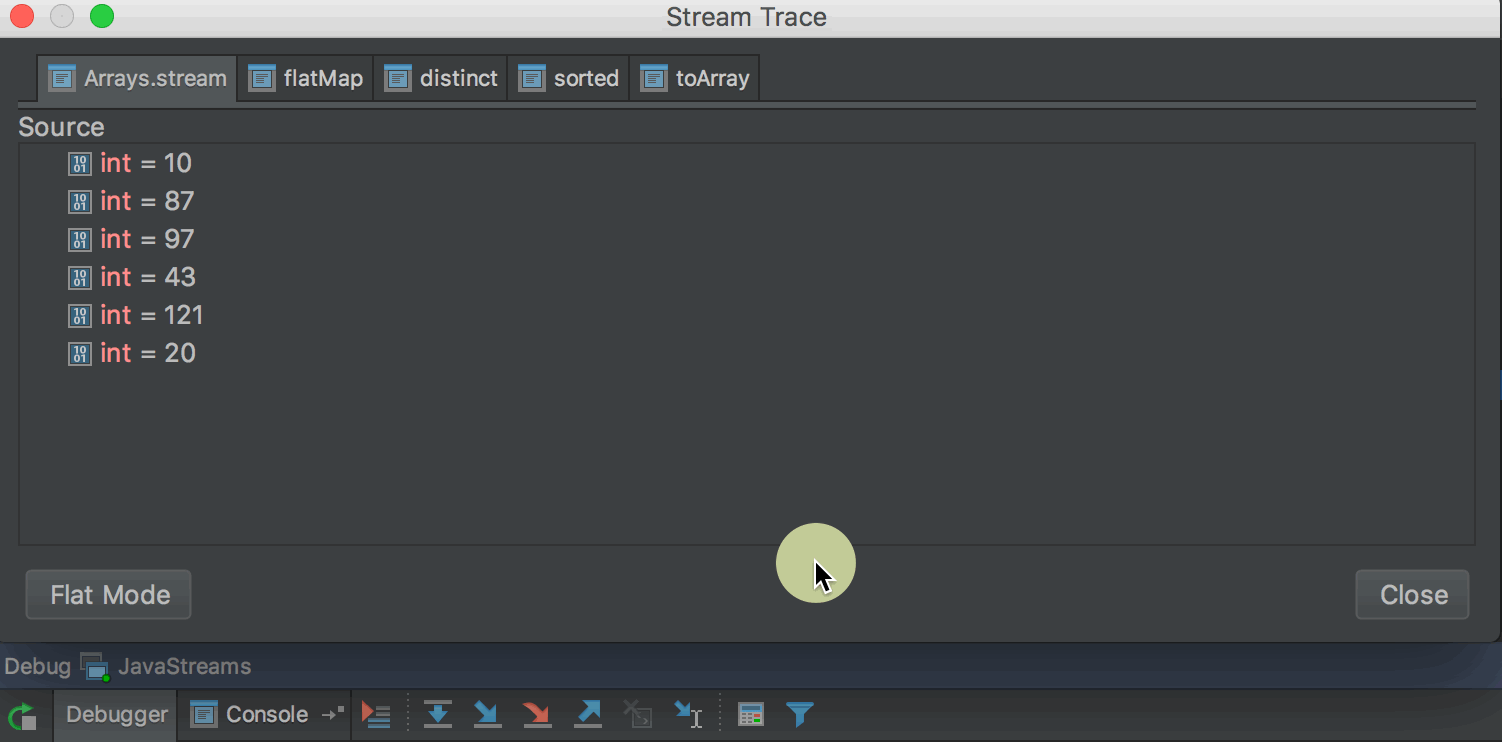 Stream Trace
Arrays.stream flatMap distinct sorted toArray
Source
int = 10
int = 87
int = 97
int = 43
int = 121
int = 20
Flat Mode Close
Debug JavaStreams
Debugger Console